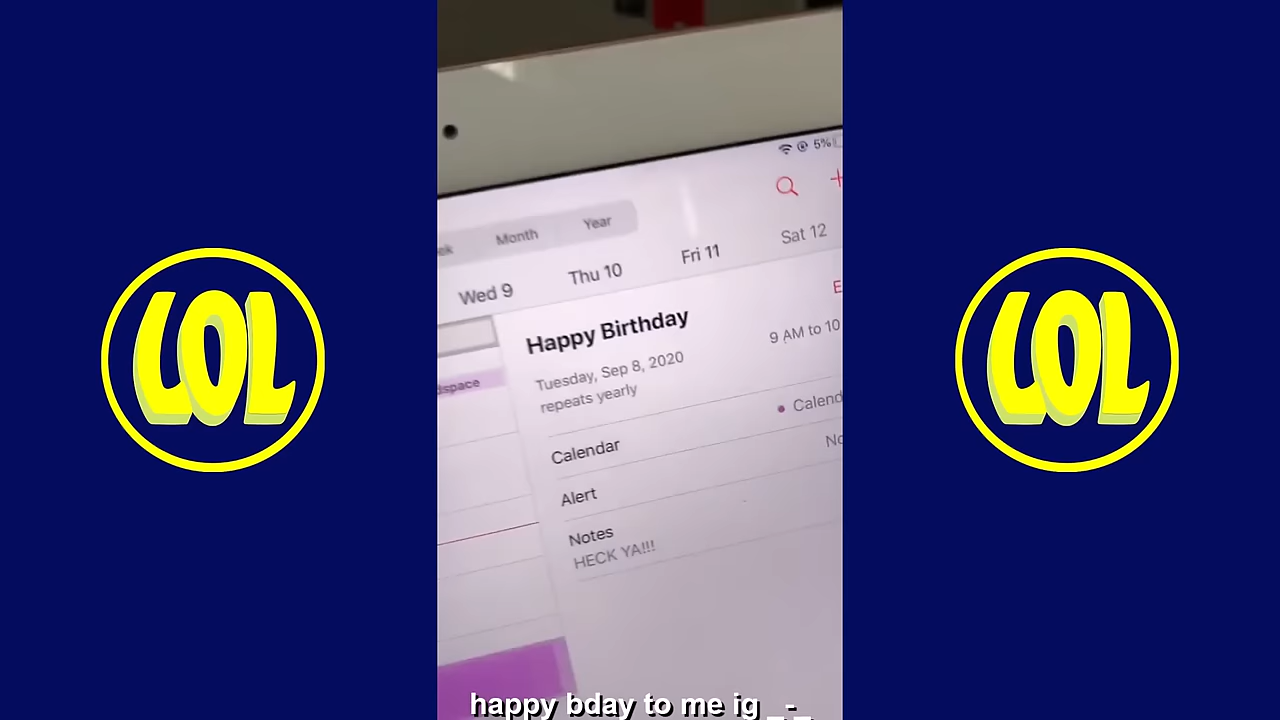 LOL
5%
Month
Year
Wed 9
Thu 10
Fri 11
Sat 12
Happy Birthday
Tuesday, Sep 8, 2020
9 AM to 10
repeats yearly
Calendar
Alert
Notes
HECK YA!!!
happy bday to me ig _-_
LOL